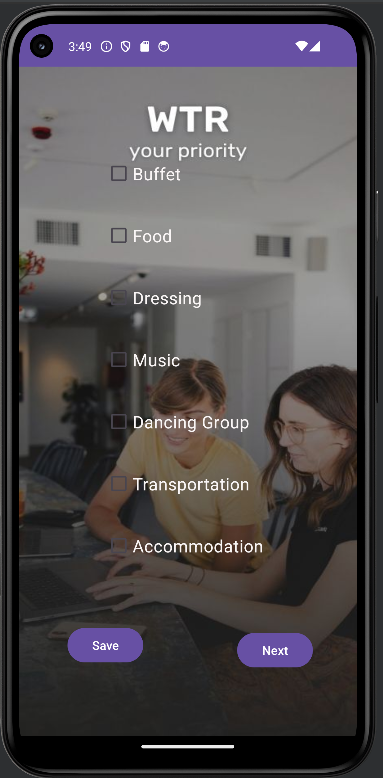 3:49
WTR
your priority
Buffet
Food
Dressing
Music
Dancing Group
Transportation
Accommodation
Save
Next